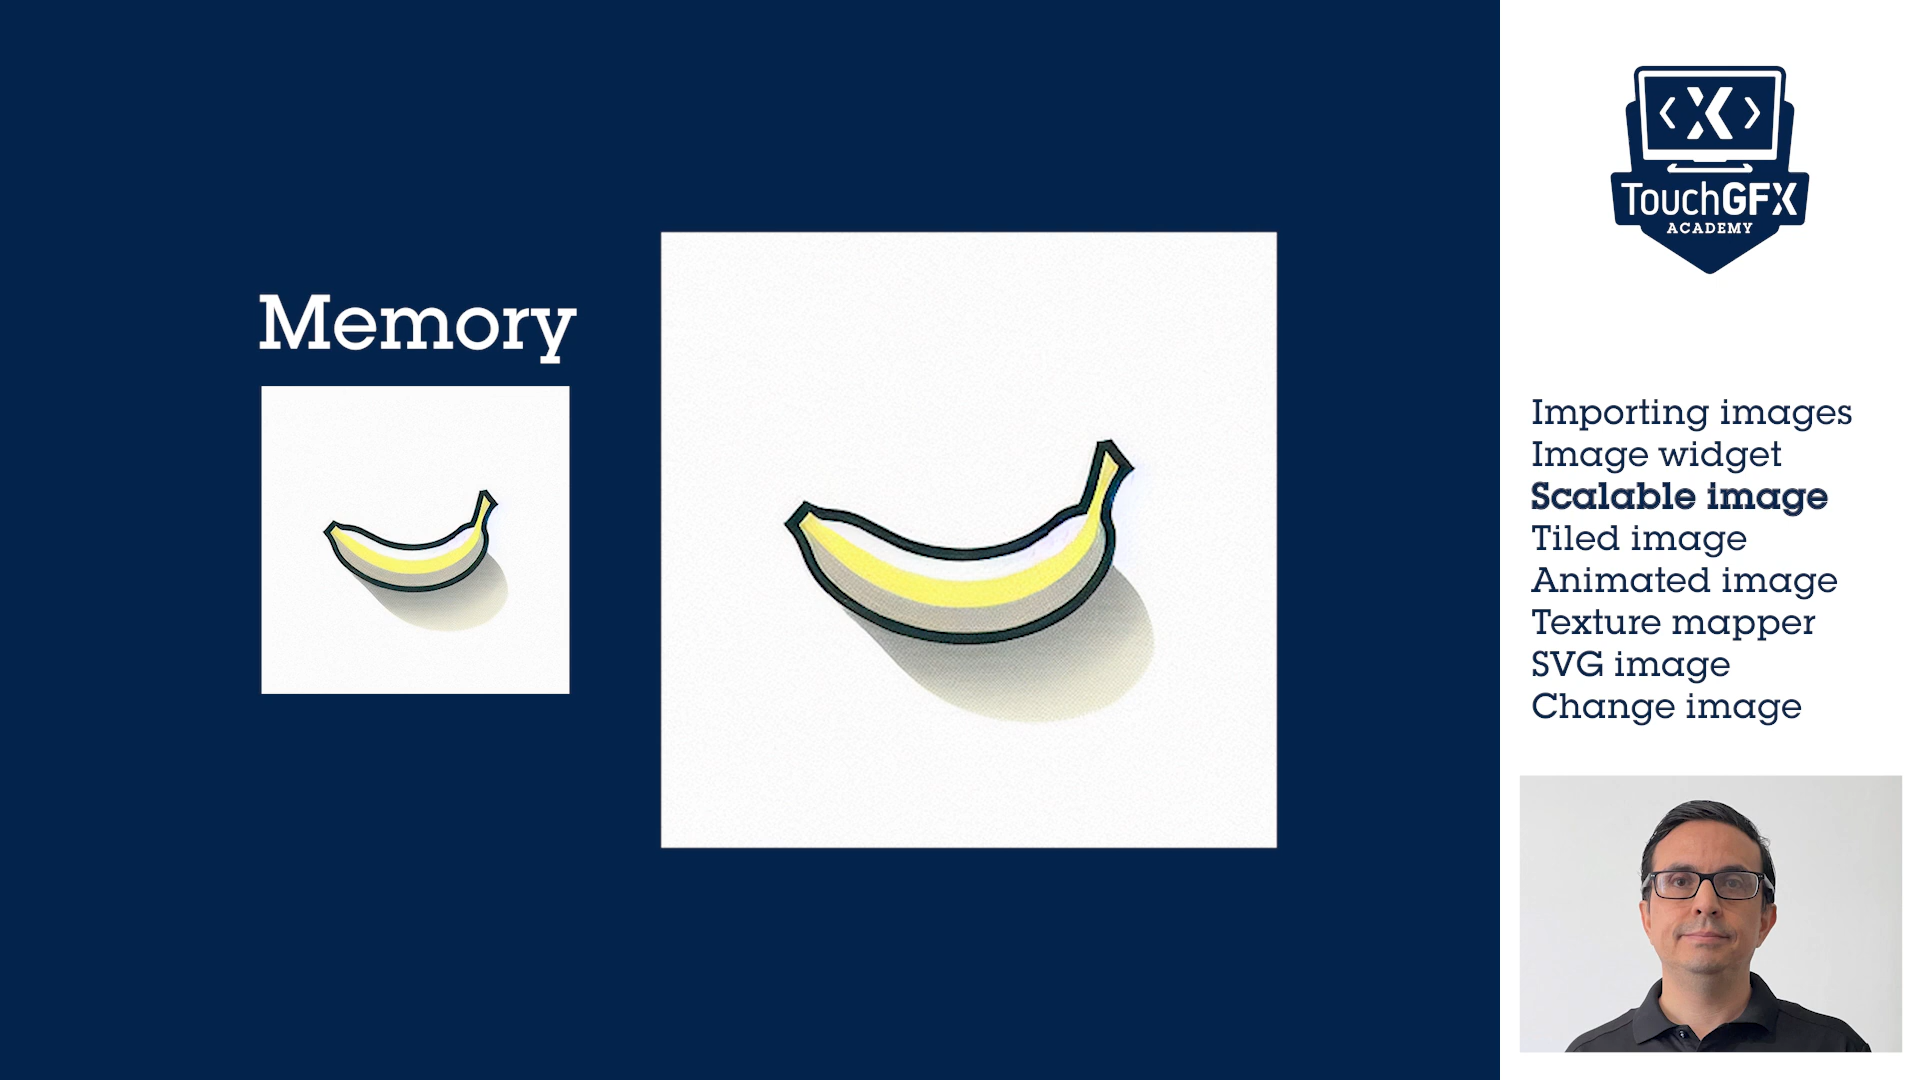 Memory
TouchGFX
ACADEMY
Importing images
Image widget
Scalable image
Tiled image
Animated image
Texture mapper
SVG image
Change image